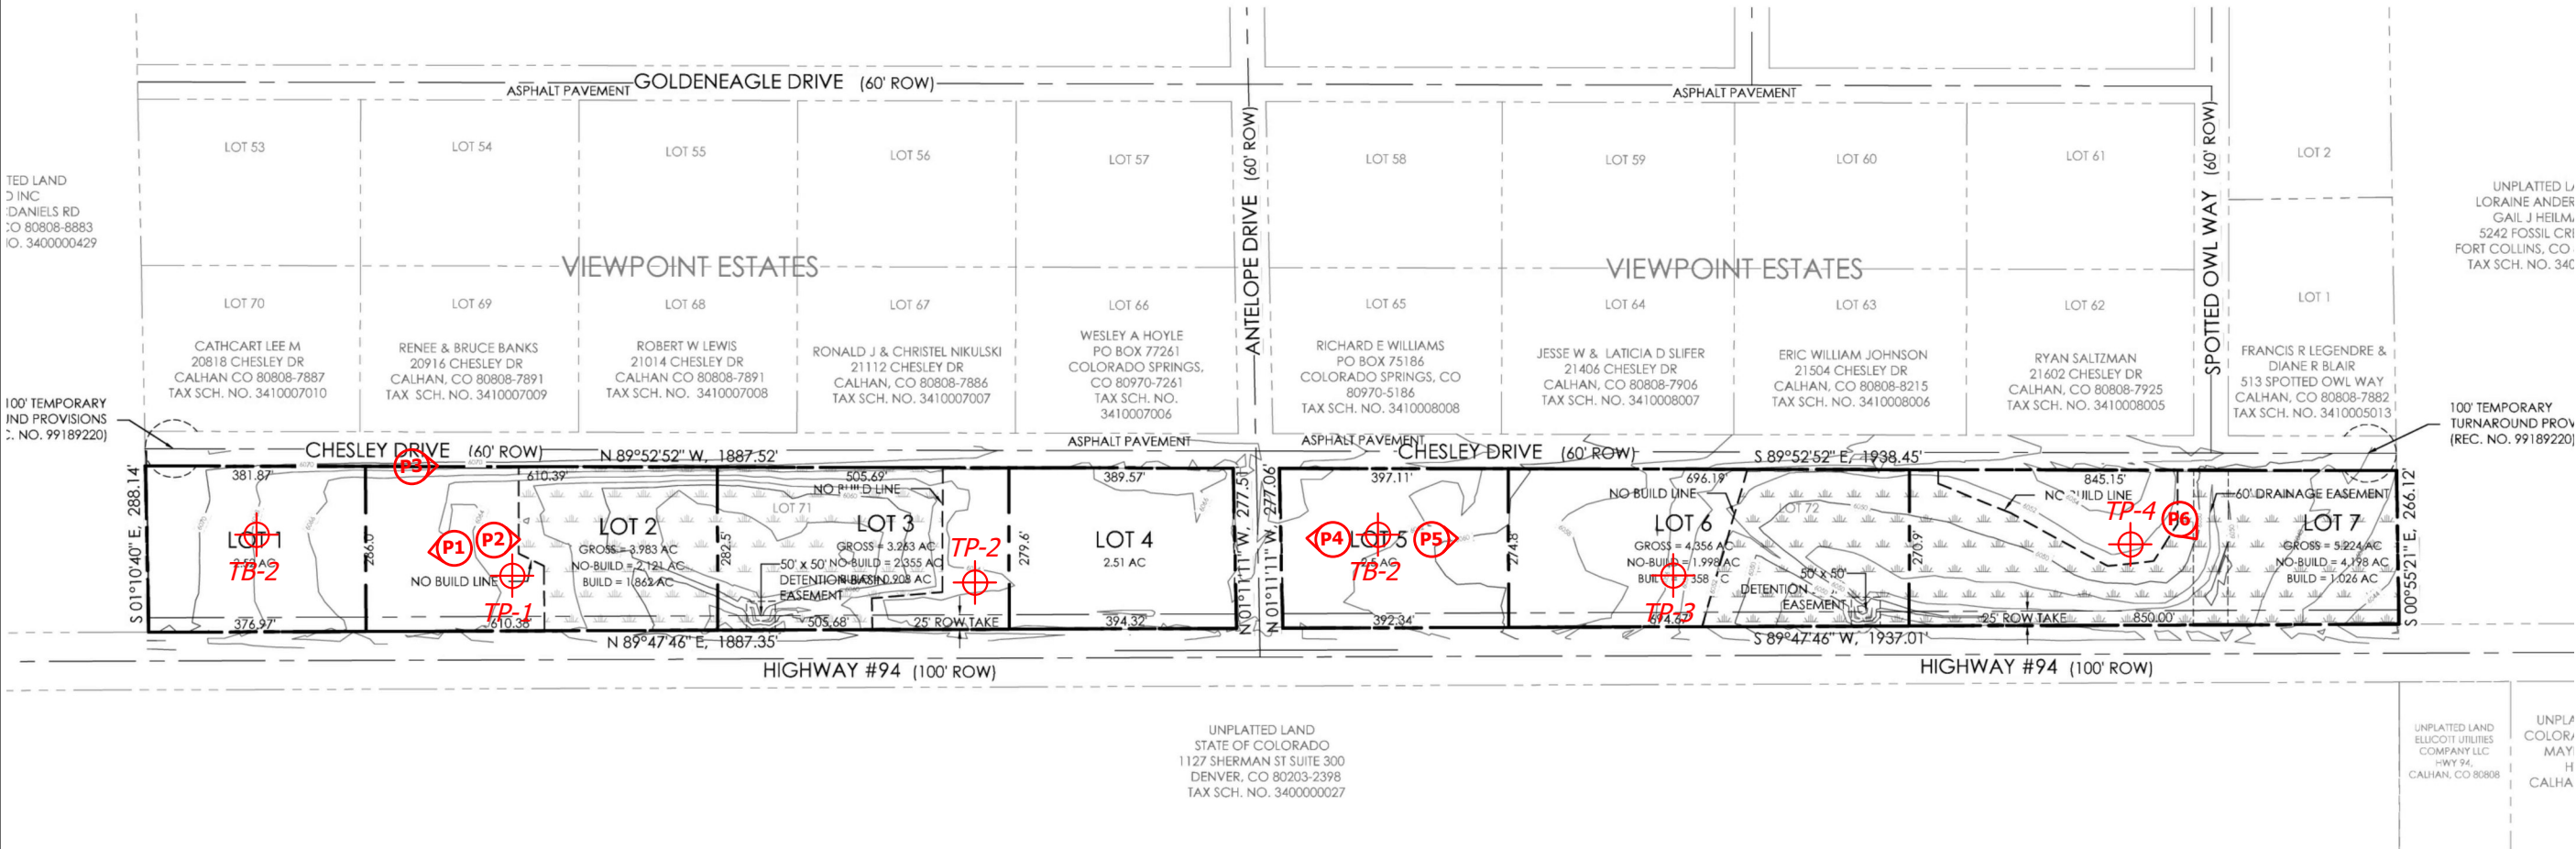 GOLDENEAGLE DRIVE (60' ROW)
ASPHALT PAVEMENT
ASPHALT PAVEMENT
LOT 53
LOT 54
LOT 55
LOT 56
LOT 57
ANTELOPE DRIVE (60' ROW)
LOT 58
LOT 59
LOT 60
LOT 61
SPOTTED OWL WAY (60' ROW)
LOT 2
TED LAND
D INC
DANIELS RD
CO 80808-8883
NO. 3400000429
UNPLATTED LA
LORAINE ANDER
GAIL J HEILMA
5242 FOSSIL CRE
FORT COLLINS, CO
TAX SCH. NO. 340
VIEWPOINT ESTATES
VIEWPOINT ESTATES
LOT 70
CATHCART LEE M
20818 CHESLEY DR
CALHAN CO 80808-7887
TAX SCH. NO. 3410007010
LOT 69
RENEE & BRUCE BANKS
20916 CHESLEY DR
CALHAN, CO 80808-7891
TAX SCH. NO. 3410007009
LOT 68
ROBERT W LEWIS
21014 CHESLEY DR
CALHAN CO 80808-7891
TAX SCH. NO. 3410007008
LOT 67
RONALD J & CHRISTEL NIKULSKI
21112 CHESLEY DR
CALHAN, CO 80808-7886
TAX SCH. NO. 3410007007
LOT 66
WESLEY A HOYLE
PO BOX 77261
COLORADO SPRINGS,
CO 80970-7261
TAX SCH. NO.
3410007006
LOT 65
RICHARD E WILLIAMS
PO BOX 75186
COLORADO SPRINGS, CO
80970-5186
TAX SCH. NO. 3410008008
LOT 64
JESSE W & LATICIA D SLIFER
21406 CHESLEY DR
CALHAN, CO 80808-7906
TAX SCH. NO. 3410008007
LOT 63
ERIC WILLIAM JOHNSON
21504 CHESLEY DR
CALHAN, CO 80808-8215
TAX SCH. NO. 3410008006
LOT 62
RYAN SALTZMAN
21602 CHESLEY DR
CALHAN, CO 80808-7925
TAX SCH. NO. 3410008005
LOT 1
FRANCIS R LEGENDRE &
DIANE R BLAIR
513 SPOTTED OWL WAY
CALHAN, CO 80808-7882
TAX SCH. NO. 3410005013
100' TEMPORARY
UND PROVISIONS
C. NO. 99189220)
100' TEMPORARY
TURNAROUND PROV
(REC. NO. 99189220)
CHESLEY DRIVE (60' ROW)
N 89°52'52" W, 1887.52'
ASPHALT PAVEMENT
ASPHALT PAVEMENT
CHESLEY DRIVE (60' ROW)
S 89°52'52" E, 1938.45'
S 01°10'40" E, 288.14'
381.87'
LOT 1
TB-2
376.97'
286.0'
P3
P1
P2
NO BUILD LINE
TP-1
610.39'
LOT 2
GROSS = 3.983 AC
NO-BUILD = 2.121 AC
BUILD = 1.862 AC
610.38'
282.5'
505.69'
LOT 71
LOT 3
GROSS = 3.263 AC
NO-BUILD = 2.355 AC
50' x 50'
DETENTION BASIN
EASEMENT
505.68'
TP-2
25' ROW TAKE
279.6'
389.57'
LOT 4
2.51 AC
394.32'
N01°11'11" W, 277.51'
N 01°11'11" W, 277.06'
397.11'
P4
LOT 5
P5
TB-2
392.34'
274.8'
696.19'
NO BUILD LINE
LOT 6
GROSS = 4.356 AC
NO-BUILD = 1.998 AC
TP-3
LOT 72
50' x 50'
DETENTION
EASEMENT
270.9'
845.15'
TP-4
P6
60' DRAINAGE EASEMENT
LOT 7
GROSS = 5.224 AC
NO-BUILD = 4.198 AC
BUILD = 1.026 AC
25' ROW TAKE
850.00'
S 00°55'21" E, 266.12'
N 89°47'46" E, 1887.35'
S 89°47'46" W, 1937.01'
HIGHWAY #94 (100' ROW)
HIGHWAY #94 (100' ROW)
UNPLATTED LAND
STATE OF COLORADO
1127 SHERMAN ST SUITE 300
DENVER, CO 80203-2398
TAX SCH. NO. 3400000027
UNPLATTED LAND
ELLICOTT UTILITIES
COMPANY LLC
HWY 94,
CALHAN, CO 80808
UNPLA
COLORA
MAY
H
CALHA